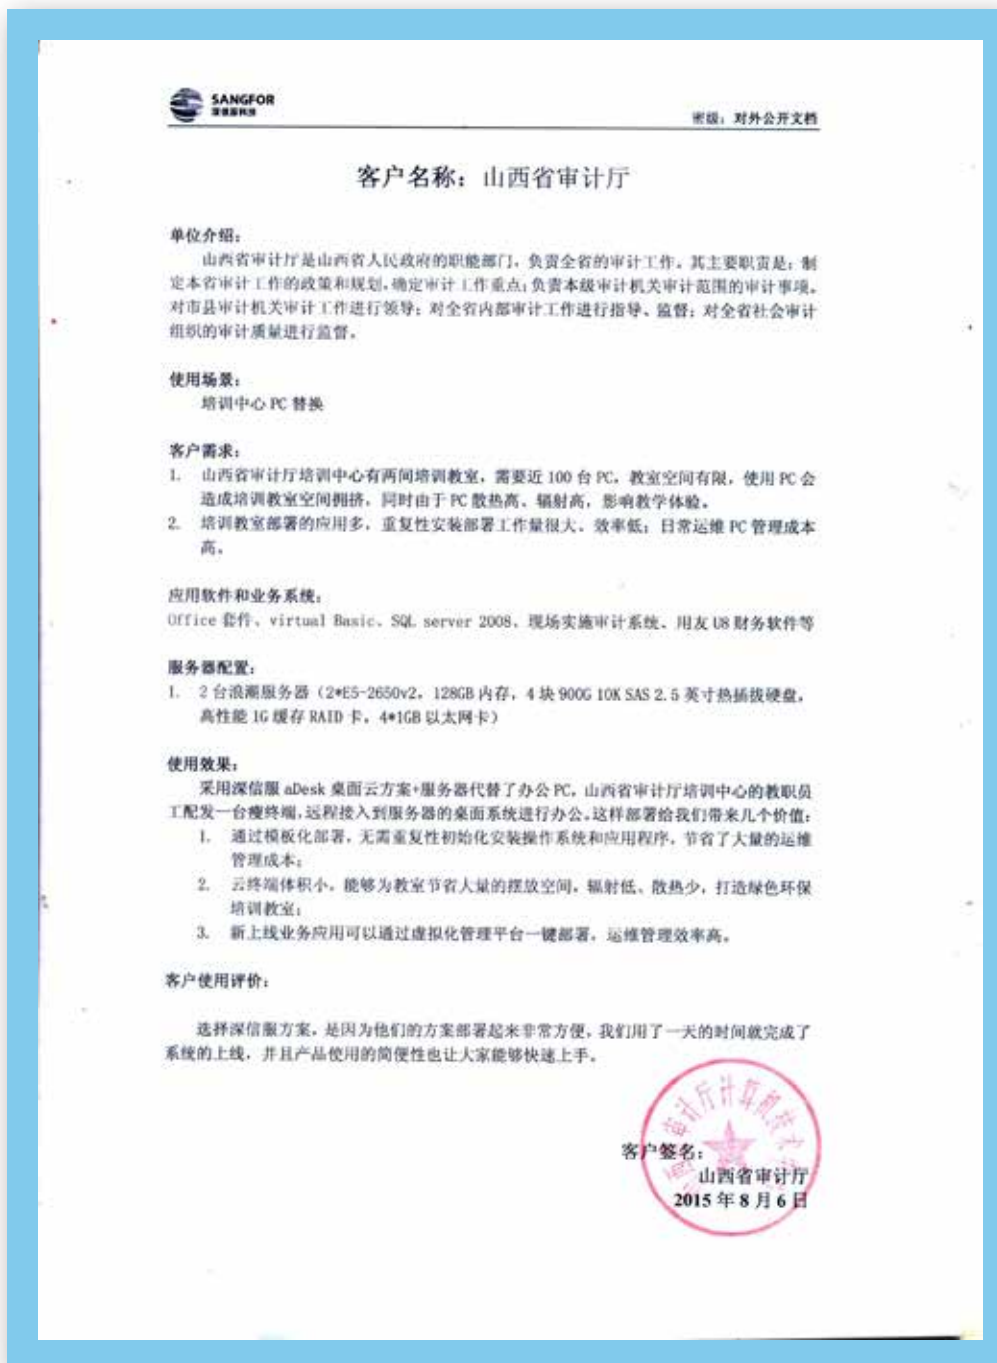 SANGFOR
深信服科技
密级：对外公开文档
客户名称：山西省审计厅
单位介绍：
山西省审计厅是山西省人民政府的职能部门，负责全省的审计工作。其主要职责是：制
定本省审计工作的政策和规划，确定审计工作重点；负责本级审计机关审计范围的审计事项。
对市县审计机关审计工作进行领导；对全省内部审计工作进行指导、监督；对全省社会审计
组织的审计质量进行监督。
使用场景：
培训中心 PC 替换
客户需求：
1. 山西省审计厅培训中心有两间培训教室，需要近 100 台 PC，教室空间有限，使用 PC 会
造成培训教室空间拥挤，同时由于 PC 散热高、辐射高，影响教学体验。
2. 培训教室部署的应用多，重复性安装部署工作量很大、效率低；日常运维 PC 管理成本
高。
应用软件和业务系统：
Office 套件、virtual Basic、SQL server 2008、现场实施审计系统、用友 U8 财务软件等
服务器配置：
1. 2 台浪潮服务器（2*E5-2650v2，128GB 内存，4 块 900G 10K SAS 2.5 英寸热插拔硬盘，
高性能 1G 缓存 RAID 卡，4*1GB 以太网卡）
使用效果：
采用深信服 aDesk 桌面云方案+服务器代替了办公 PC，山西省审计厅培训中心的教职员
工配发一台瘦终端，远程接入到服务器的桌面系统进行办公。这样部署给我们带来几个价值：
1. 通过模板化部署，无需重复性初始化安装操作系统和应用程序，节省了大量的运维
管理成本；
2. 云终端体积小，能够为教室节省大量的摆放空间，辐射低、散热少，打造绿色环保
培训教室；
3. 新上线业务应用可以通过虚拟化管理平台一键部署，运维管理效率高。
客户使用评价：
选择深信服方案，是因为他们的方案部署起来非常方便，我们用了一天的时间就完成了
系统的上线，并且产品使用的简便性也让大家能够快速上手。
审计厅计算机技术
客户签名：
山西省审计厅
2015 年 8 月 6 日